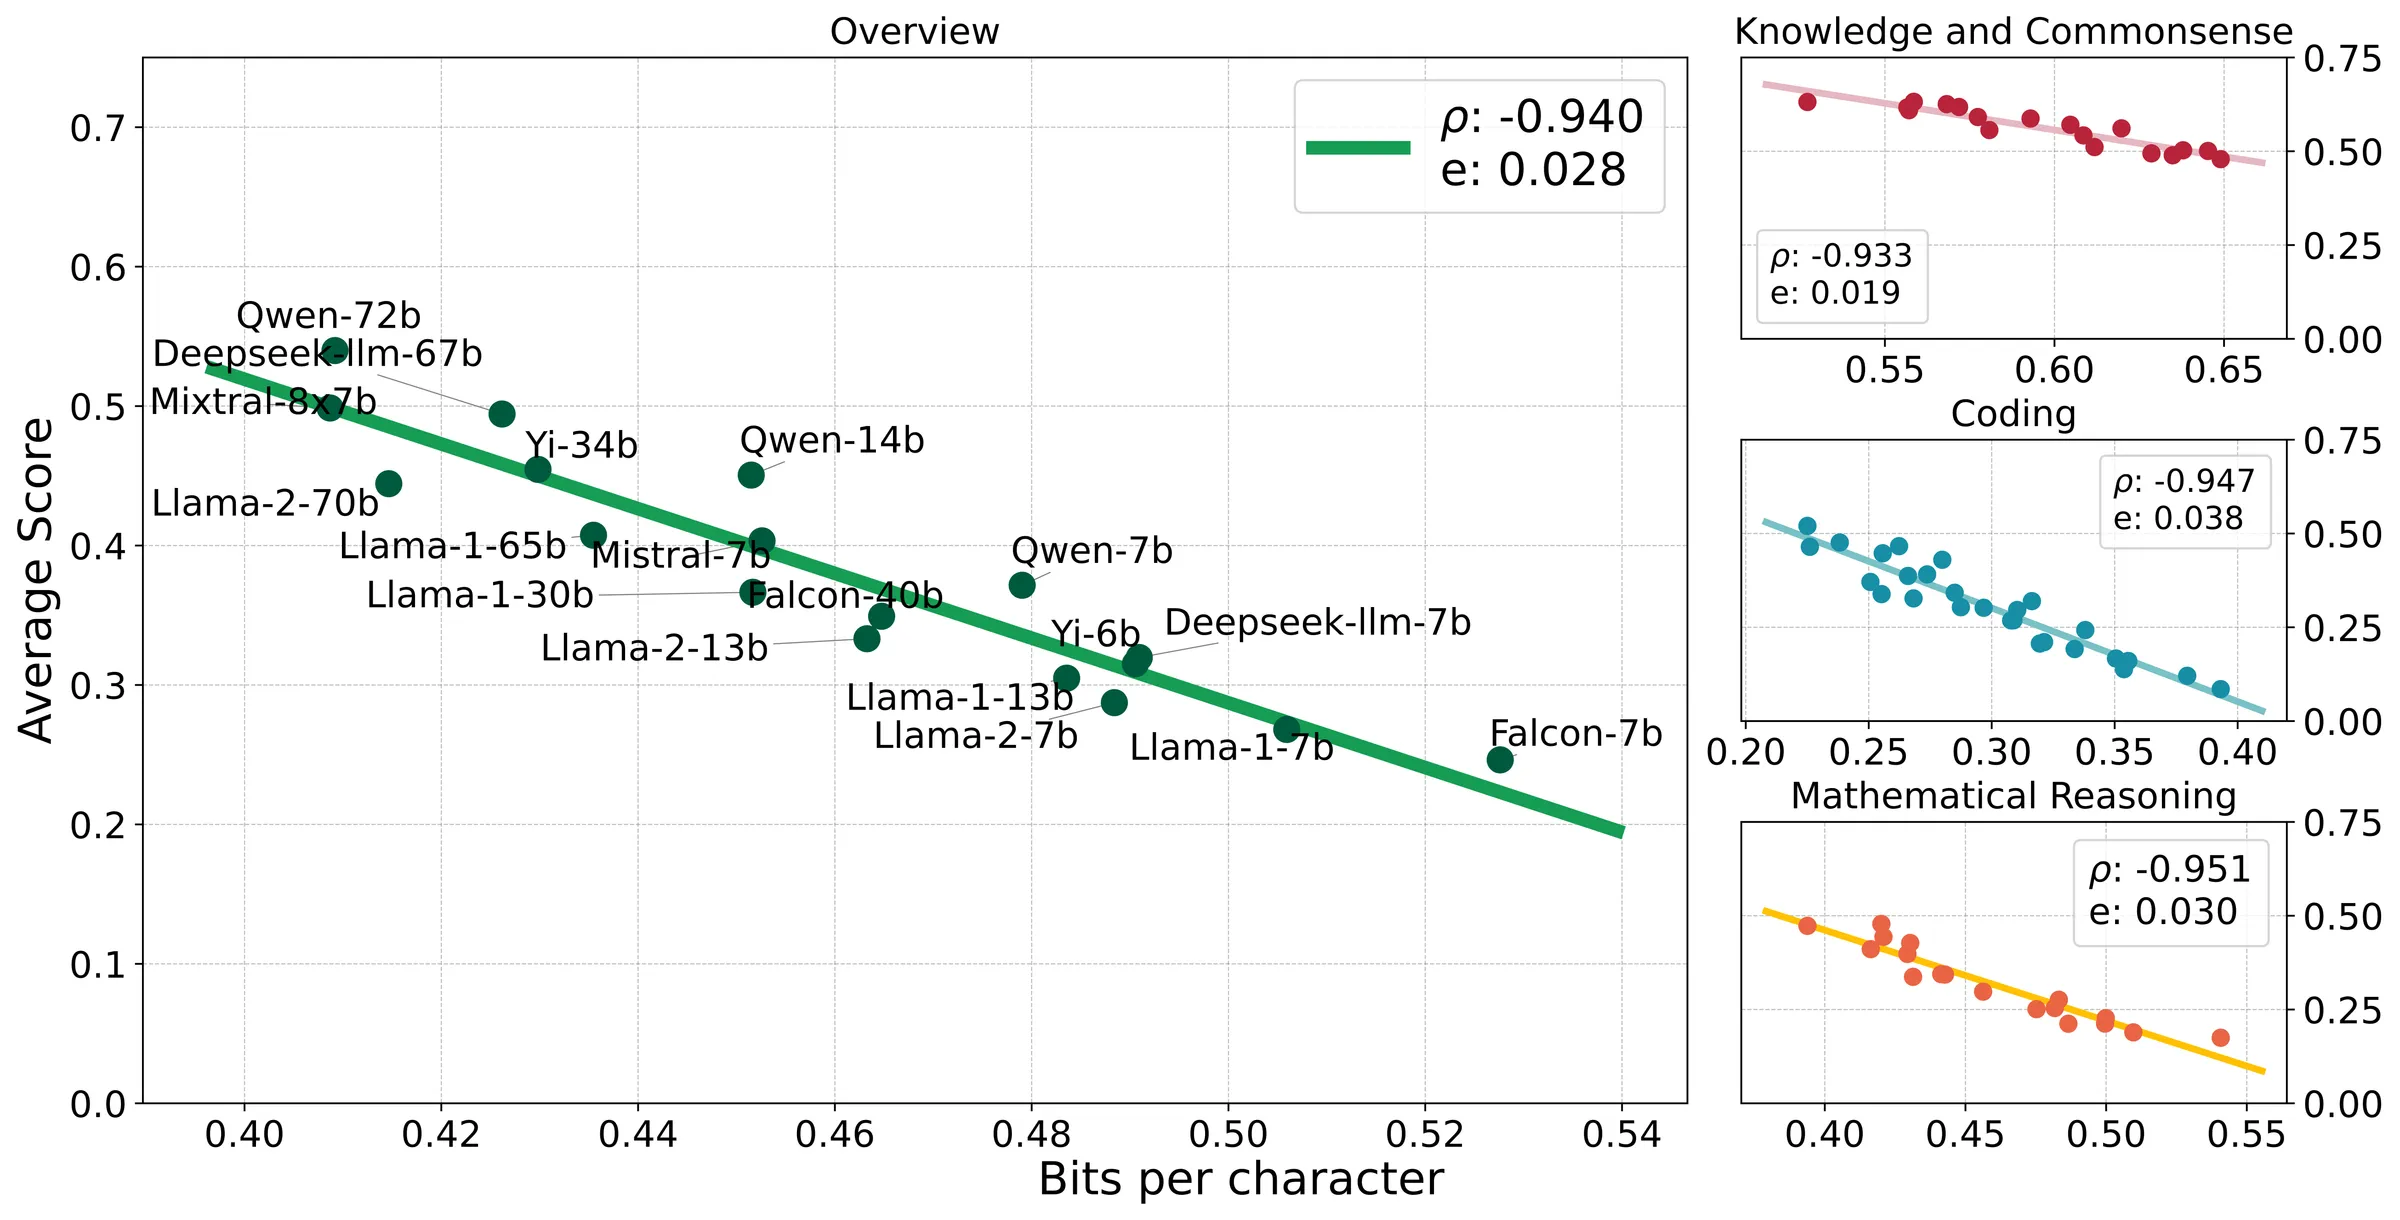 Overview
ρ: -0.940
e: 0.028
Average Score
0.7
0.6
0.5
0.4
0.3
0.2
0.1
0.0
Qwen-72b
Deepseek-llm-67b
Mixtral-8x7b
Yi-34b
Qwen-14b
Llama-2-70b
Llama-1-65b
Mistral-7b
Qwen-7b
Llama-1-30b
Falcon-40b
Deepseek-llm-7b
Yi-6b
Llama-2-13b
Llama-1-13b
Llama-2-7b
Llama-1-7b
Falcon-7b
0.40 0.42 0.44 0.46 0.48 0.50 0.52 0.54
Bits per character
Knowledge and Commonsense
0.75
0.50
0.25
0.00
ρ: -0.933
e: 0.019
0.55 0.60 0.65
Coding
0.75
0.50
0.25
0.00
ρ: -0.947
e: 0.038
0.20 0.25 0.30 0.35 0.40
Mathematical Reasoning
0.75
0.50
0.25
0.00
ρ: -0.951
e: 0.030
0.40 0.45 0.50 0.55